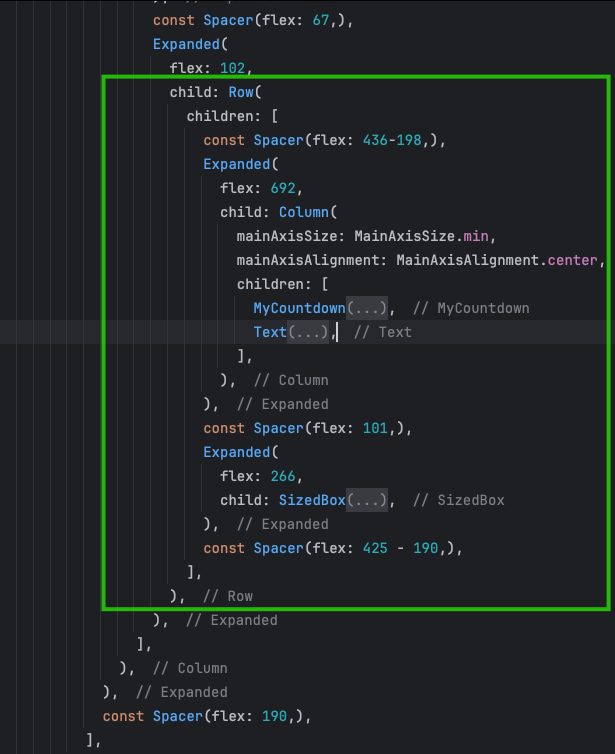 const Spacer(flex: 67,),
Expanded(
flex: 102,
child: Row(
children: [
const Spacer(flex: 436-198,),
Expanded(
flex: 692,
child: Column(
mainAxisSize: MainAxisSize.min,
mainAxisAlignment: MainAxisAlignment.center,
children: [
MyCountdown(...),  // MyCountdown
Text(...),  // Text
],
),  // Column
),  // Expanded
const Spacer(flex: 101,),
Expanded(
flex: 266,
child: SizedBox(...),  // SizedBox
),  // Expanded
const Spacer(flex: 425 - 190,),
],
),  // Row
),  // Expanded
],
),  // Column
),  // Expanded
const Spacer(flex: 190,),
],